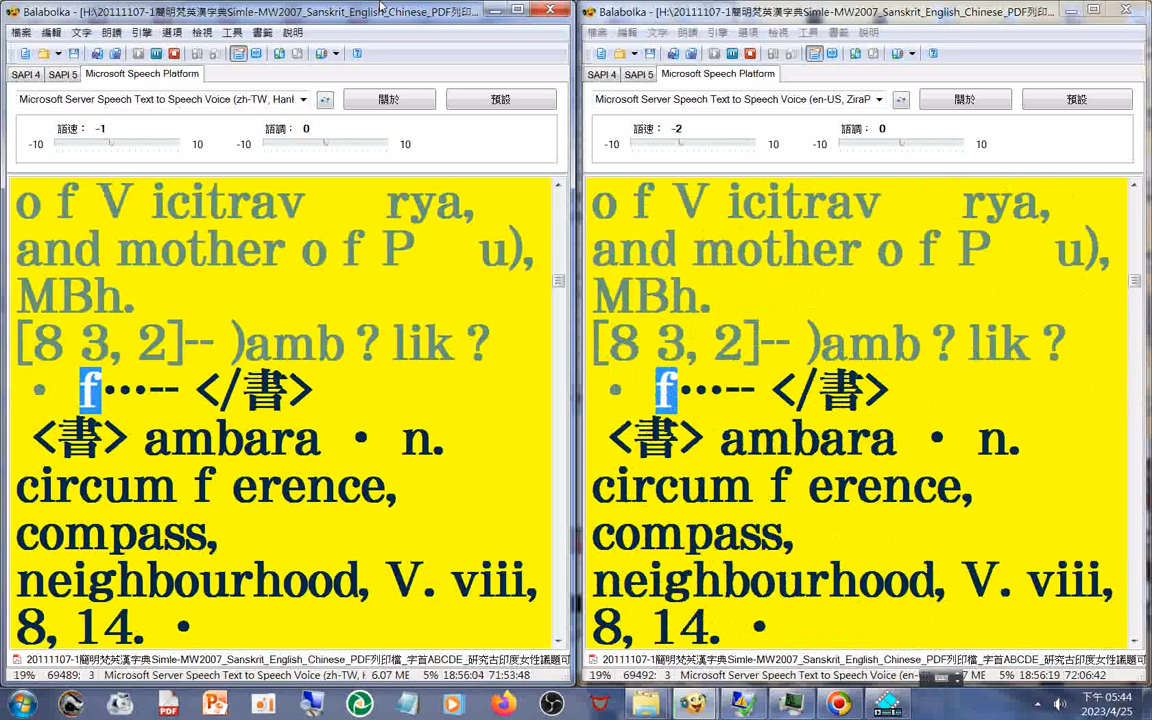 Balabolka - [H:\20111107-1簡明梵英漢字典Simle-MW2007_Sanskrit_English_Chinese_PDF列印...
檔案 編輯 文字 朗讀 引擎 選項 檢視 工具 書籤 說明
SAPI 4 SAPI 5 Microsoft Speech Platform
Microsoft Server Speech Text to Speech Voice (zh-TW, Hanl 關於 預設
語速： -1 語調： 0
-10 10 -10 10
o f V icitrav rya,
and mother o f P u),
MBh.
[8 3, 2]-- )amb ? lik ?
• f…-- </書>
<書> ambara • n.
circum f erence,
compass,
neighbourhood, V. viii,
8, 14. •
20111107-1簡明梵英漢字典Simle-MW2007_Sanskrit_English_Chinese_PDF列印檔_字首ABCDE_研究古印度女性議題可
19% 69489: 3 Microsoft Server Speech Text to Speech Voice (zh-TW, H 6.07 ME 5% 18:56:04 71:53:48
Balabolka - [H:\20111107-1簡明梵英漢字典Simle-MW2007_Sanskrit_English_Chinese_PDF列印...
檔案 編輯 文字 朗讀 引擎 選項 檢視 工具 書籤 說明
SAPI 4 SAPI 5 Microsoft Speech Platform
Microsoft Server Speech Text to Speech Voice (en-US, ZiraP 關於 預設
語速： -2 語調： 0
-10 10 -10 10
o f V icitrav rya,
and mother o f P u),
MBh.
[8 3, 2]-- )amb ? lik ?
• f…-- </書>
<書> ambara • n.
circum f erence,
compass,
neighbourhood, V. viii,
8, 14. •
20111107-1簡明梵英漢字典Simle-MW2007_Sanskrit_English_Chinese_PDF列印檔_字首ABCDE_研究古印度女性議題可
19% 69492: 3 Microsoft Server Speech Text to Speech Voice (en-US ME 5% 18:56:19 72:06:42
下午 05:44
2023/4/25